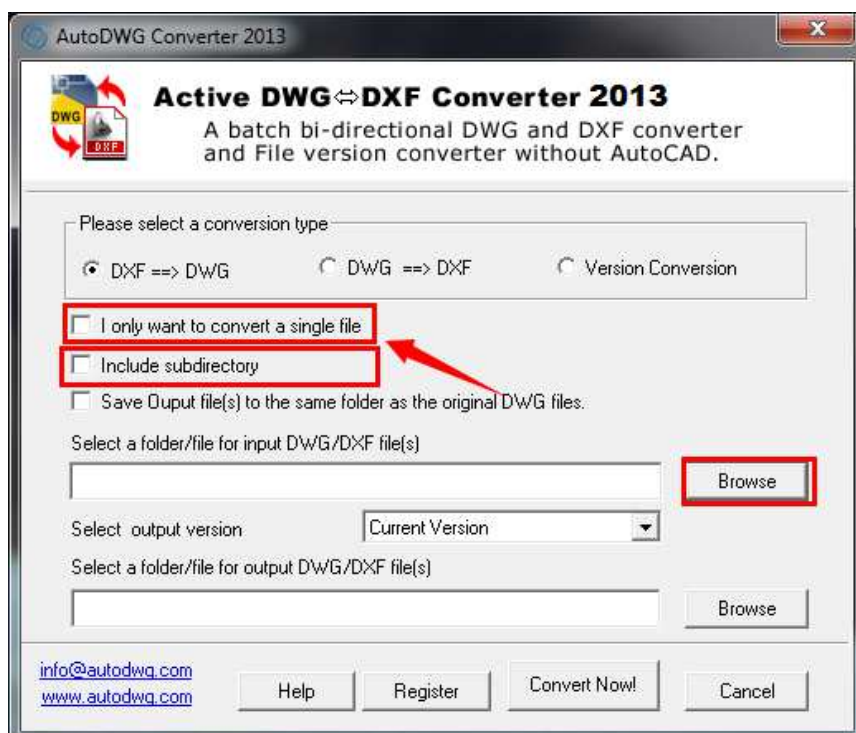 AutoDWG Converter 2013
DWG
DXF
Active DWG⇔DXF Converter 2013
A batch bi-directional DWG and DXF converter
and File version converter without AutoCAD.
Please select a conversion type
DXF ==> DWG DWG ==> DXF Version Conversion
I only want to convert a single file
Include subdirectory
Save Ouput file(s) to the same folder as the original DWG files.
Select a folder/file for input DWG/DXF file(s)
Browse
Select output version Current Version
Select a folder/file for output DWG/DXF file(s)
Browse
info@autodwg.com
www.autodwg.com
Help Register Convert Now! Cancel